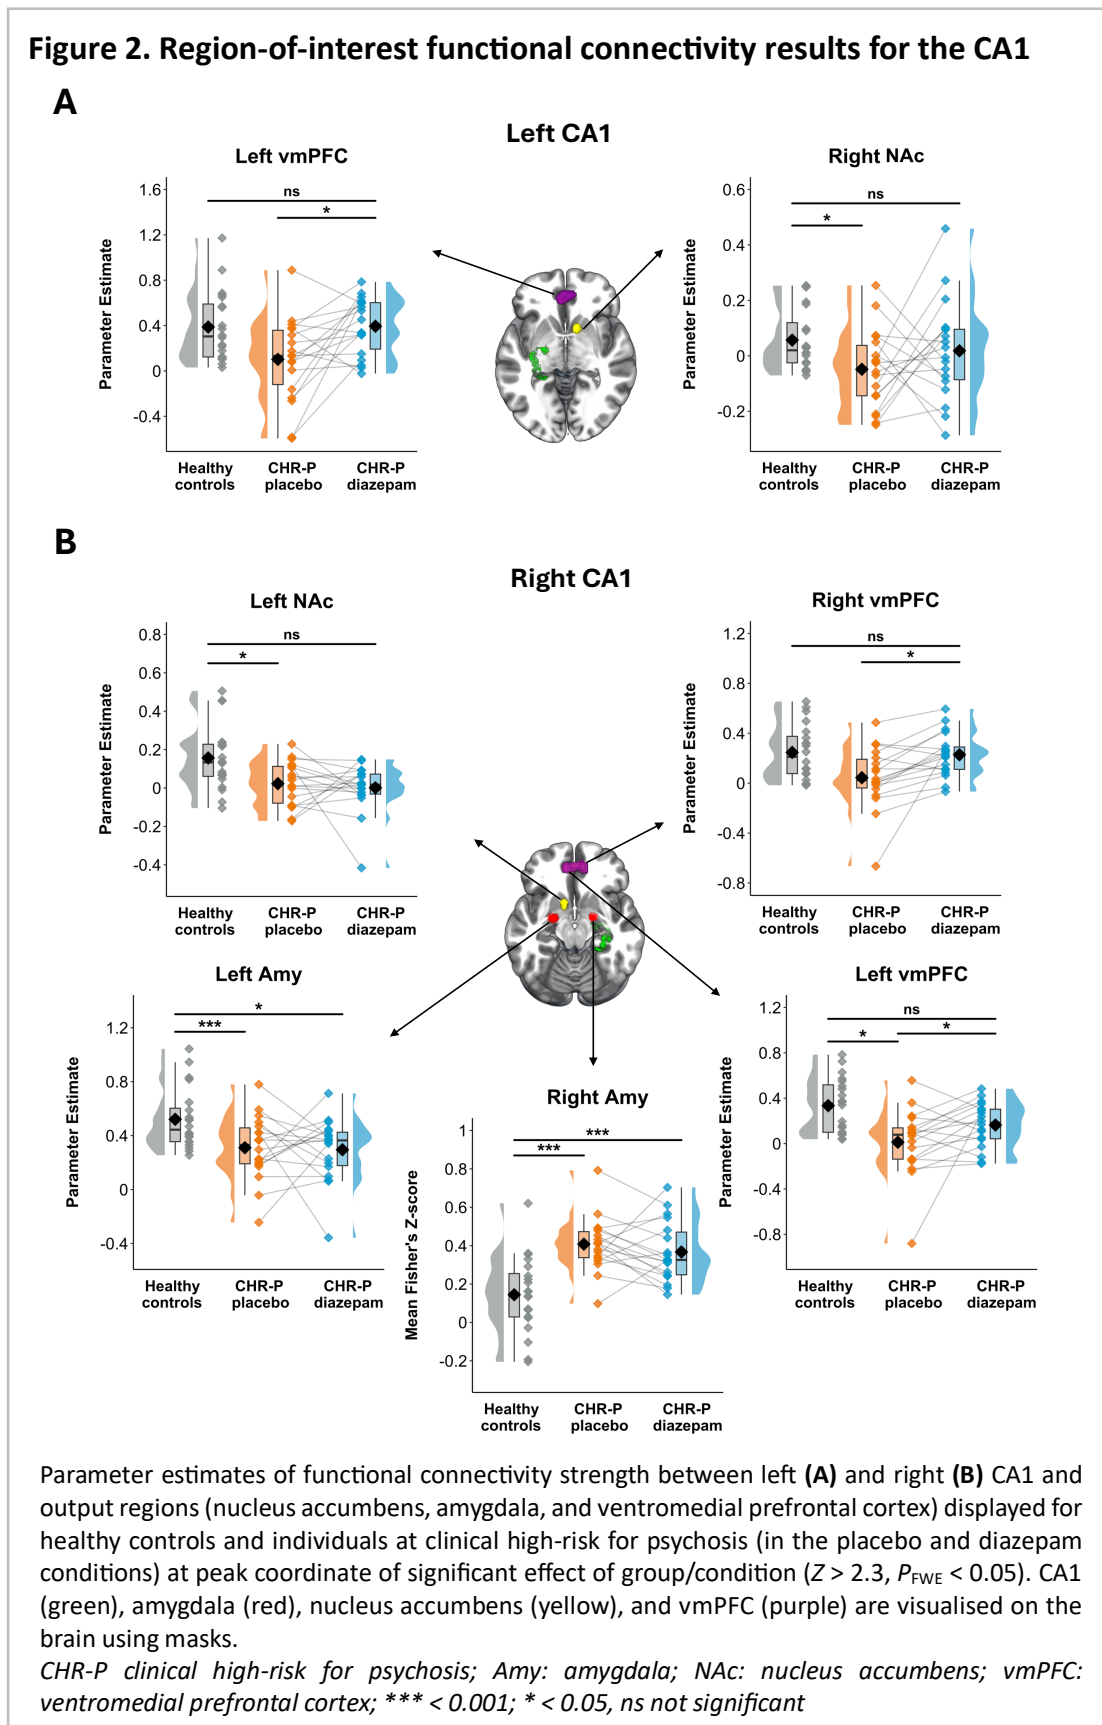 Figure 2. Region-of-interest functional connectivity results for the CA1
A
Left CA1
Left vmPFC
ns
*
Parameter Estimate
1.6
1.2
0.8
0.4
0
-0.4
Healthy controls
CHR-P placebo
CHR-P diazepam
Right NAc
ns
*
Parameter Estimate
0.6
0.4
0.2
0
-0.2
Healthy controls
CHR-P placebo
CHR-P diazepam
B
Right CA1
Left NAc
ns
*
Parameter Estimate
0.8
0.6
0.4
0.2
0
-0.2
-0.4
Healthy controls
CHR-P placebo
CHR-P diazepam
Right vmPFC
ns
*
Parameter Estimate
1.2
0.8
0.4
0
-0.4
-0.8
Healthy controls
CHR-P placebo
CHR-P diazepam
Left Amy
*
***
Parameter Estimate
1.2
0.8
0.4
0
-0.4
Healthy controls
CHR-P placebo
CHR-P diazepam
Right Amy
***
***
Mean Fisher's Z-score
1
0.8
0.6
0.4
0.2
0
-0.2
Healthy controls
CHR-P placebo
CHR-P diazepam
Left vmPFC
ns
*
*
Parameter Estimate
1.2
0.8
0.4
0
-0.4
-0.8
Healthy controls
CHR-P placebo
CHR-P diazepam
Parameter estimates of functional connectivity strength between left (A) and right (B) CA1 and
output regions (nucleus accumbens, amygdala, and ventromedial prefrontal cortex) displayed for
healthy controls and individuals at clinical high-risk for psychosis (in the placebo and diazepam
conditions) at peak coordinate of significant effect of group/condition (Z > 2.3, PFWE < 0.05). CA1
(green), amygdala (red), nucleus accumbens (yellow), and vmPFC (purple) are visualised on the
brain using masks.
CHR-P clinical high-risk for psychosis; Amy: amygdala; NAc: nucleus accumbens; vmPFC:
ventromedial prefrontal cortex; *** < 0.001; * < 0.05, ns not significant